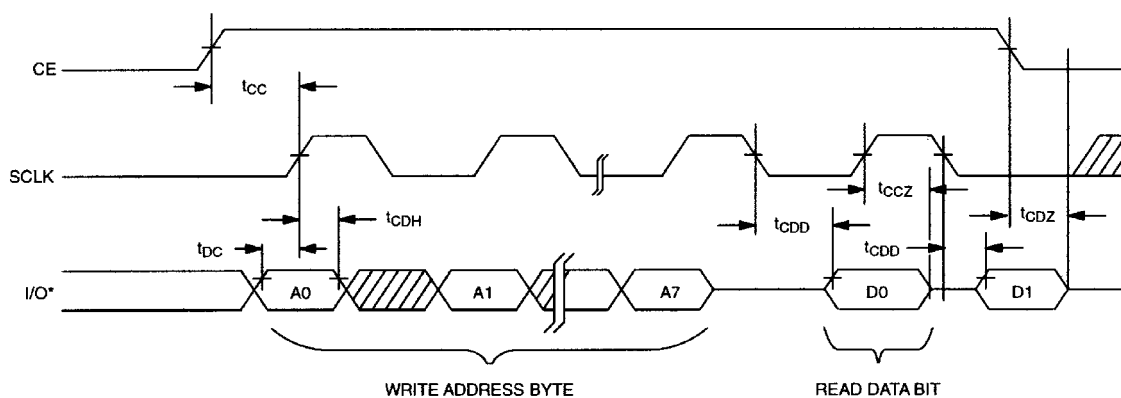 CE
tCC
SCLK
tCCZ
tCDZ
tCDH
tCDD
tDC
tCDD
I/O*
A0
A1
A7
D0
D1
WRITE ADDRESS BYTE
READ DATA BIT